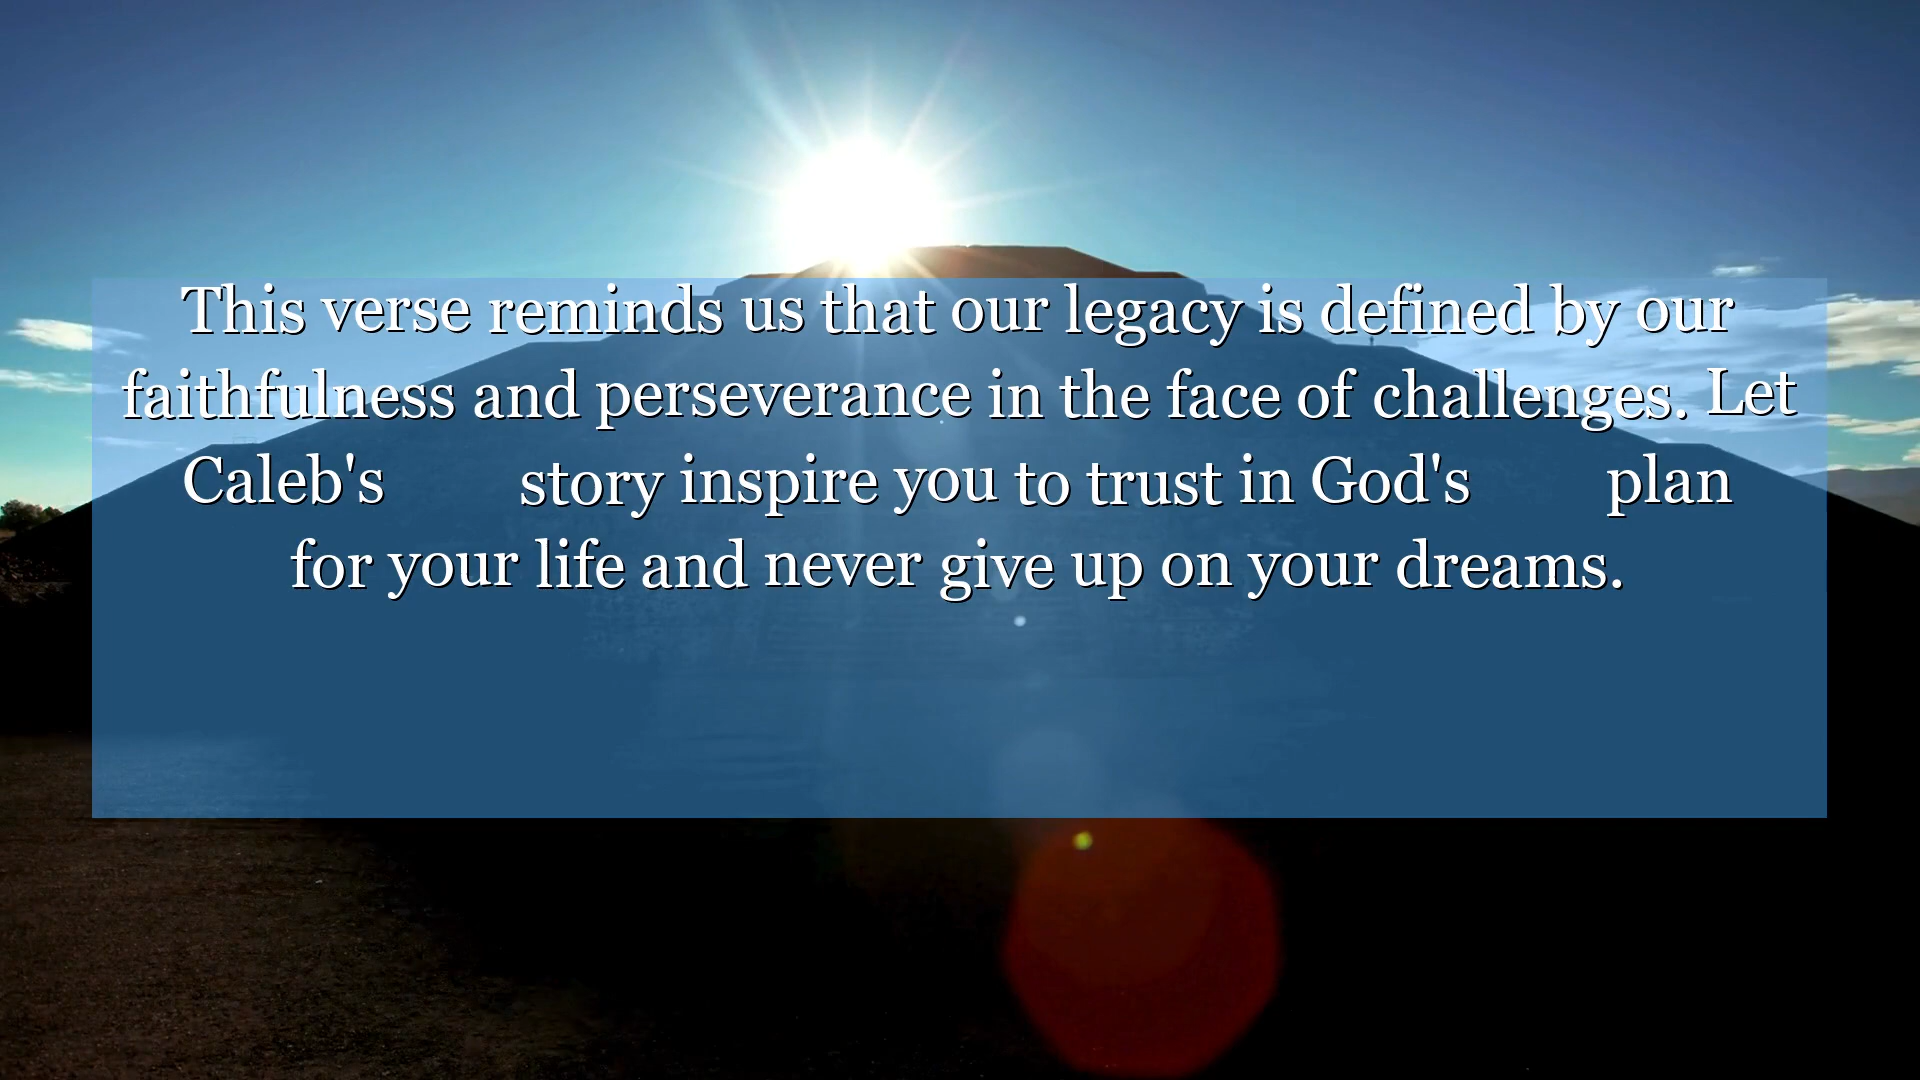 This verse reminds us that our legacy is defined by our
faithfulness and perseverance in the face of challenges. Let
Caleb's story inspire you to trust in God's plan
for your life and never give up on your dreams.